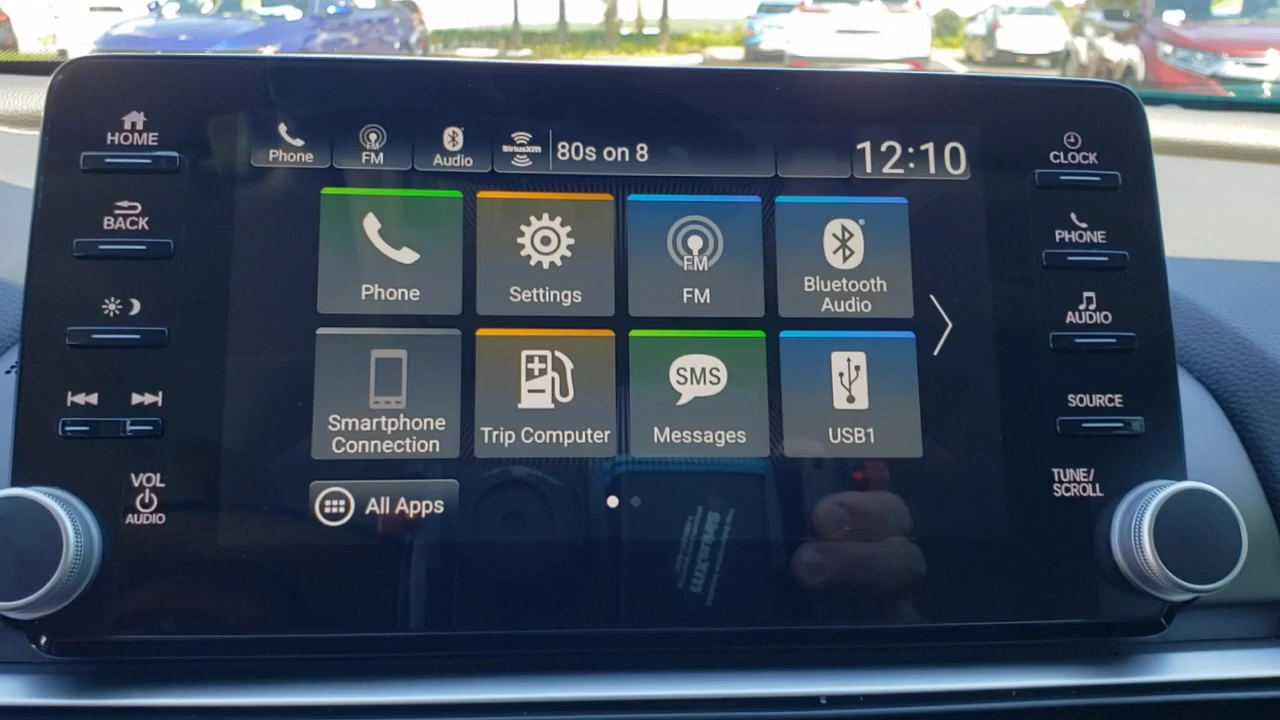 HOME
BACK
VOL
AUDIO
Phone
FM
FM
Audio
SiriusXM
80s on 8
12:10
Phone
Settings
FM
FM
Bluetooth
Audio
Smartphone
Connection
Trip Computer
SMS
Messages
USB1
All Apps
siriusxm
CLOCK
PHONE
AUDIO
SOURCE
TUNE/
SCROLL